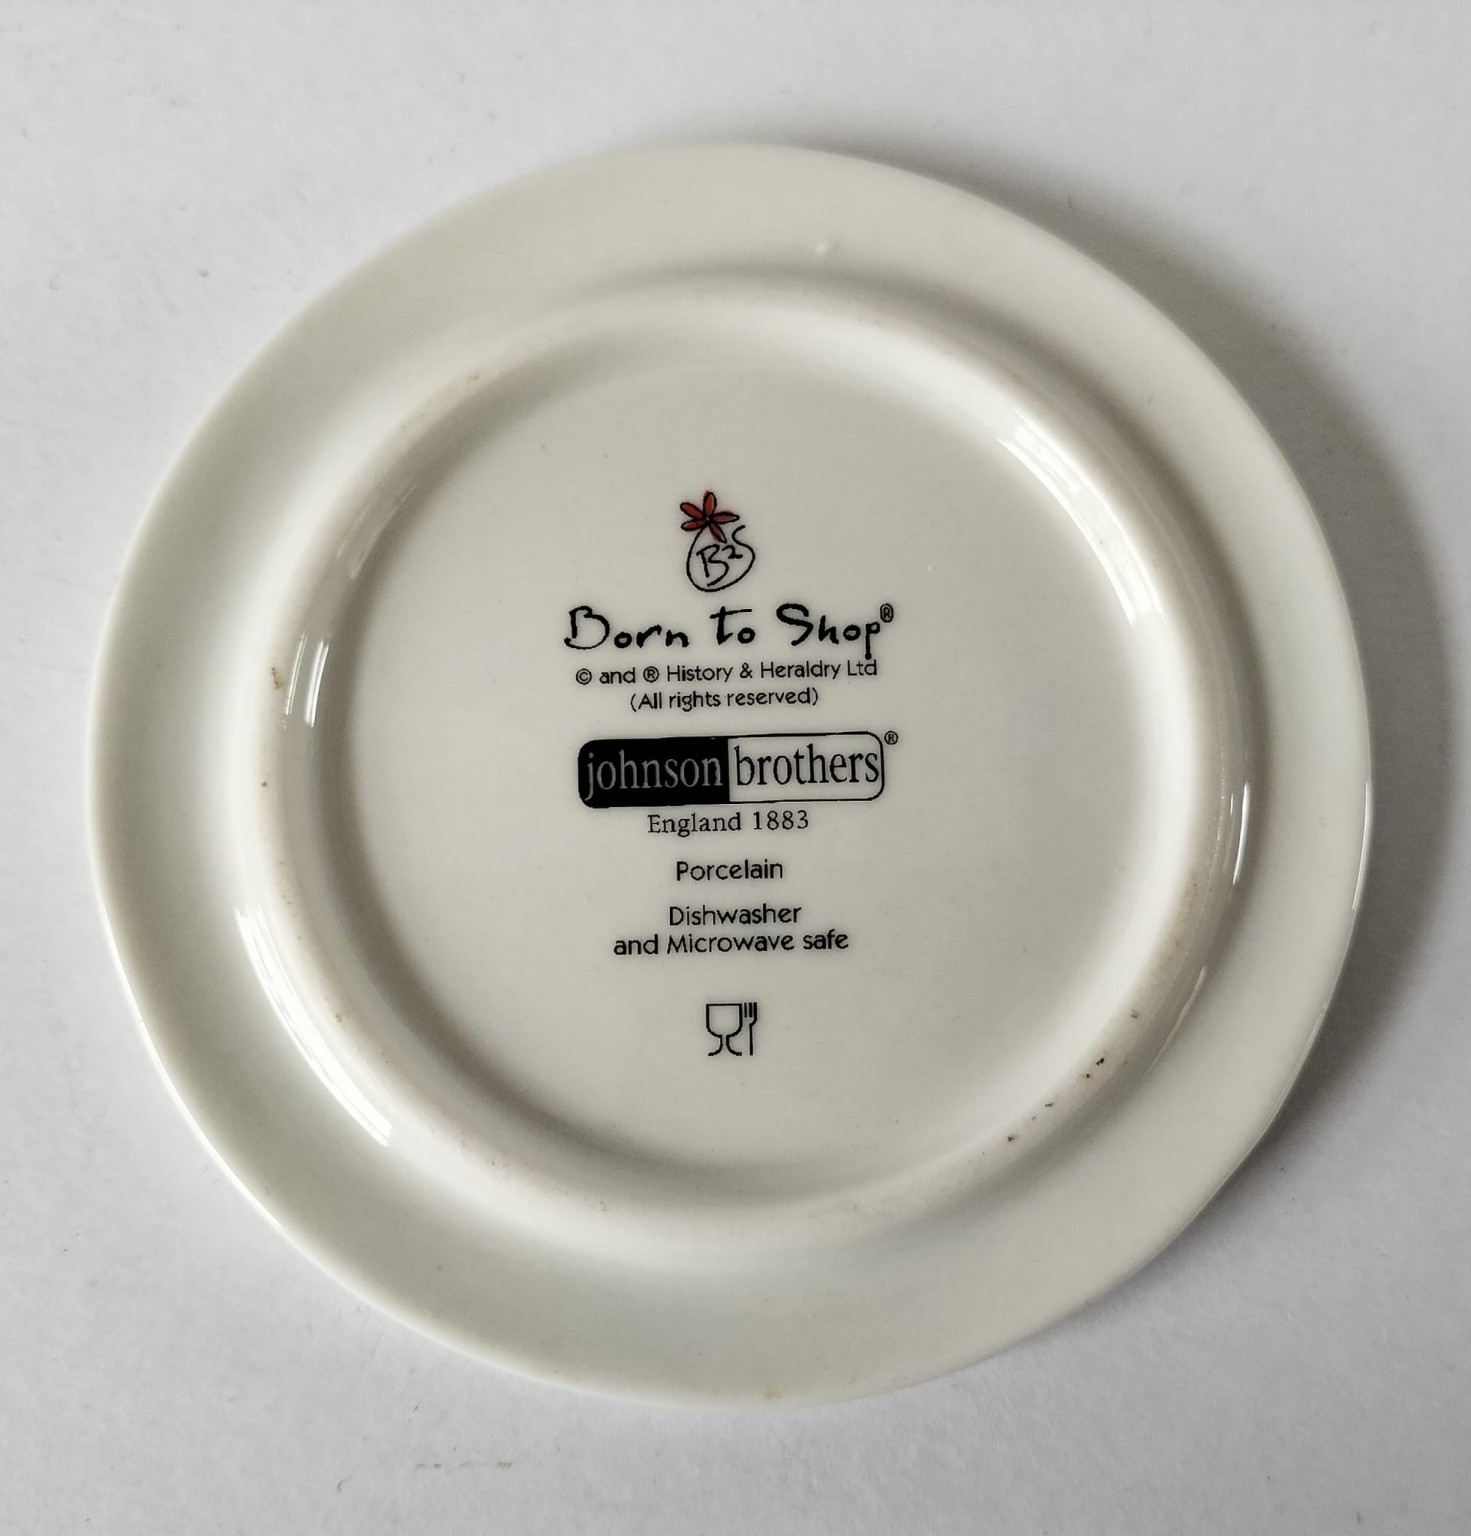 B2S
Born to Shop®
© and ® History & Heraldry Ltd
(All rights reserved)
johnson brothers®
England 1883
Porcelain
Dishwasher
and Microwave safe